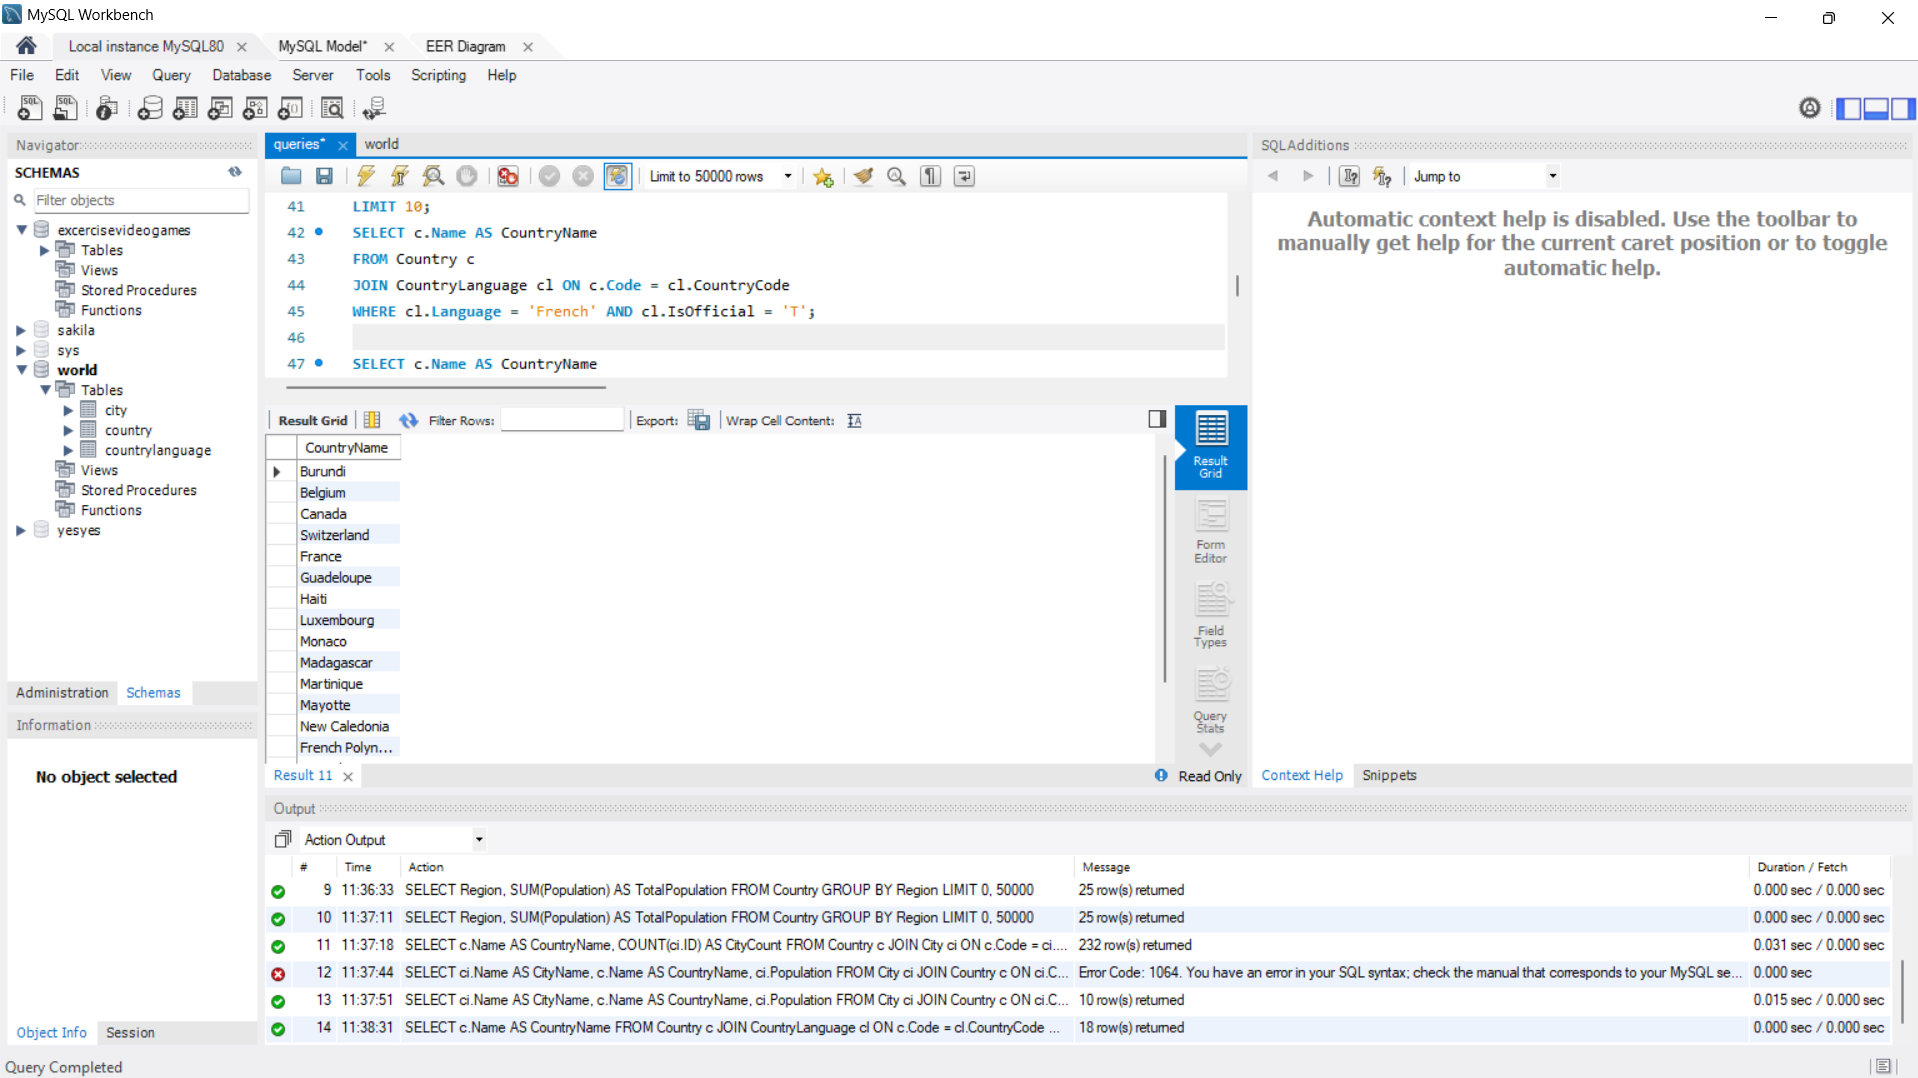 MySQL Workbench
Local instance MySQL80
MySQL Model*
EER Diagram
File Edit View Query Database Server Tools Scripting Help
Navigator
SCHEMAS
Filter objects
excercisevideogames
Tables
Views
Stored Procedures
Functions
sakila
sys
world
Tables
city
country
countrylanguage
Views
Stored Procedures
Functions
yesyes
Administration Schemas
Information
No object selected
Object Info Session
Query Completed
queries* world
Limit to 50000 rows
41 LIMIT 10;
42 SELECT c.Name AS CountryName
43 FROM Country c
44 JOIN CountryLanguage cl ON c.Code = cl.CountryCode
45 WHERE cl.Language = 'French' AND cl.IsOfficial = 'T';
46
47 SELECT c.Name AS CountryName
Result Grid Filter Rows: Export: Wrap Cell Content:
CountryName
Burundi
Belgium
Canada
Switzerland
France
Guadeloupe
Haiti
Luxembourg
Monaco
Madagascar
Martinique
Mayotte
New Caledonia
French Polyn...
Result Grid
Form Editor
Field Types
Query Stats
Result 11
Read Only
SQLAdditions
Jump to
Automatic context help is disabled. Use the toolbar to
manually get help for the current caret position or to toggle
automatic help.
Context Help Snippets
Output
Action Output
# Time Action Message Duration / Fetch
9 11:36:33 SELECT Region, SUM(Population) AS TotalPopulation FROM Country GROUP BY Region LIMIT 0, 50000 25 row(s) returned 0.000 sec / 0.000 sec
10 11:37:11 SELECT Region, SUM(Population) AS TotalPopulation FROM Country GROUP BY Region LIMIT 0, 50000 25 row(s) returned 0.000 sec / 0.000 sec
11 11:37:18 SELECT c.Name AS CountryName, COUNT(ci.ID) AS CityCount FROM Country c JOIN City ci ON c.Code = ci.... 232 row(s) returned 0.031 sec / 0.000 sec
12 11:37:44 SELECT ci.Name AS CityName, c.Name AS CountryName, ci.Population FROM City ci JOIN Country c ON ci.C... Error Code: 1064. You have an error in your SQL syntax; check the manual that corresponds to your MySQL se... 0.000 sec
13 11:37:51 SELECT ci.Name AS CityName, c.Name AS CountryName, ci.Population FROM City ci JOIN Country c ON ci.C... 10 row(s) returned 0.015 sec / 0.000 sec
14 11:38:31 SELECT c.Name AS CountryName FROM Country c JOIN CountryLanguage cl ON c.Code = cl.CountryCode ... 18 row(s) returned 0.000 sec / 0.000 sec